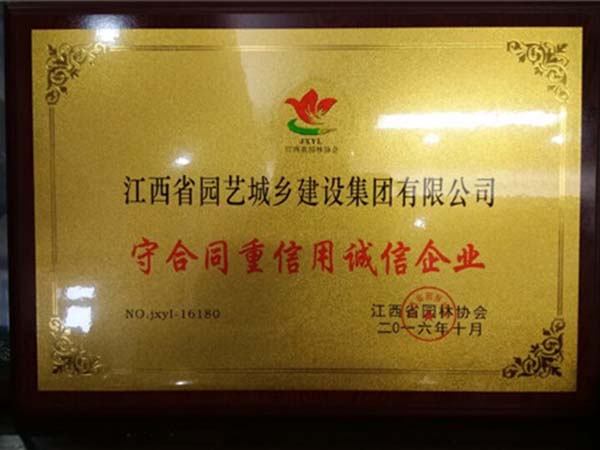 JXYL
江西省园林协会
江西省园艺城乡建设集团有限公司
守合同重信用诚信企业
NO.jxyl-16180
江西省园林协会
二〇一六年十月